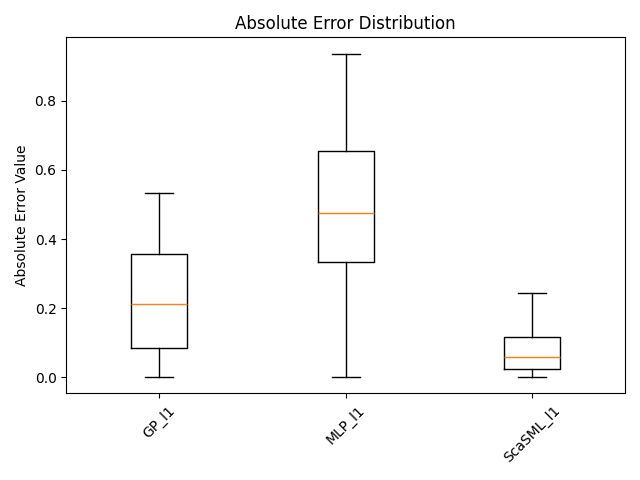 Absolute Error Distribution
Absolute Error Value
0.8
0.6
0.4
0.2
0.0
GP_l1
MLP_l1
ScaSML_l1